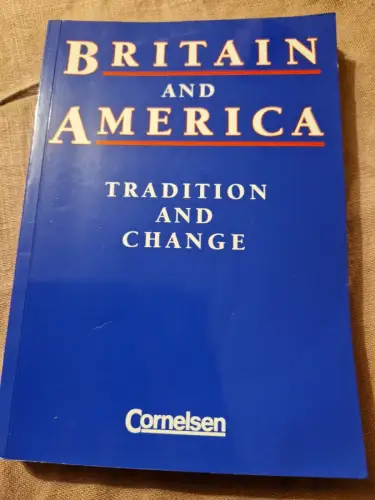 BRITAIN
AND
AMERICA
TRADITION
AND
CHANGE
Cornelsen